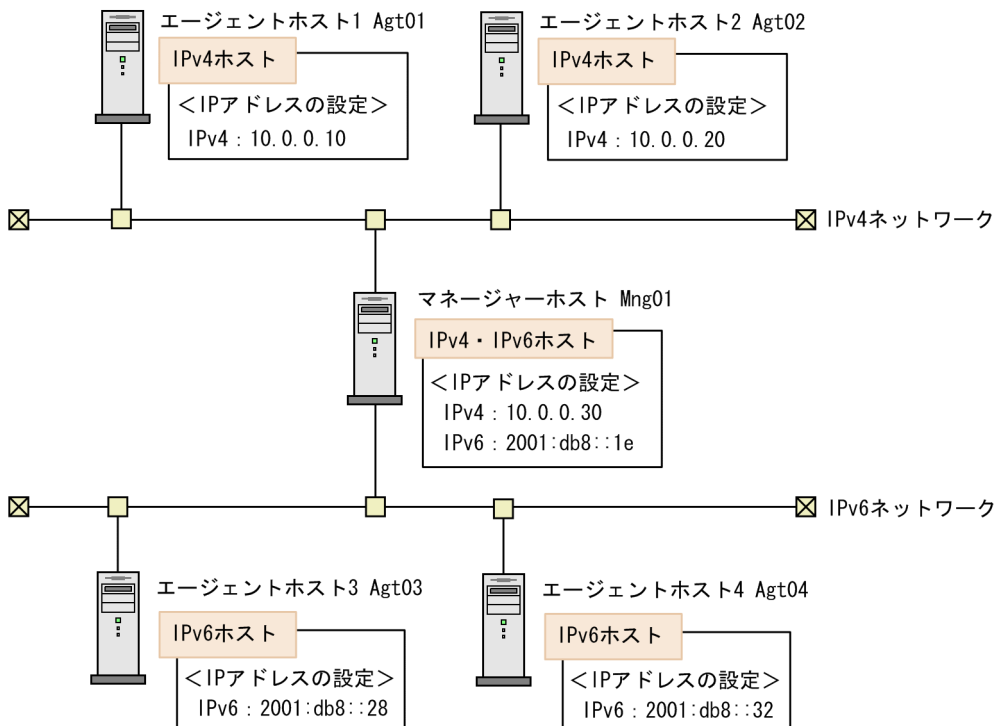 エージェントホスト1 Agt01
IPv4ホスト
＜IPアドレスの設定＞
IPv4：10.0.0.10
エージェントホスト2 Agt02
IPv4ホスト
＜IPアドレスの設定＞
IPv4：10.0.0.20
IPv4ネットワーク
マネージャーホスト Mng01
IPv4・IPv6ホスト
＜IPアドレスの設定＞
IPv4：10.0.0.30
IPv6：2001:db8::1e
IPv6ネットワーク
エージェントホスト3 Agt03
IPv6ホスト
＜IPアドレスの設定＞
IPv6：2001:db8::28
エージェントホスト4 Agt04
IPv6ホスト
＜IPアドレスの設定＞
IPv6：2001:db8::32